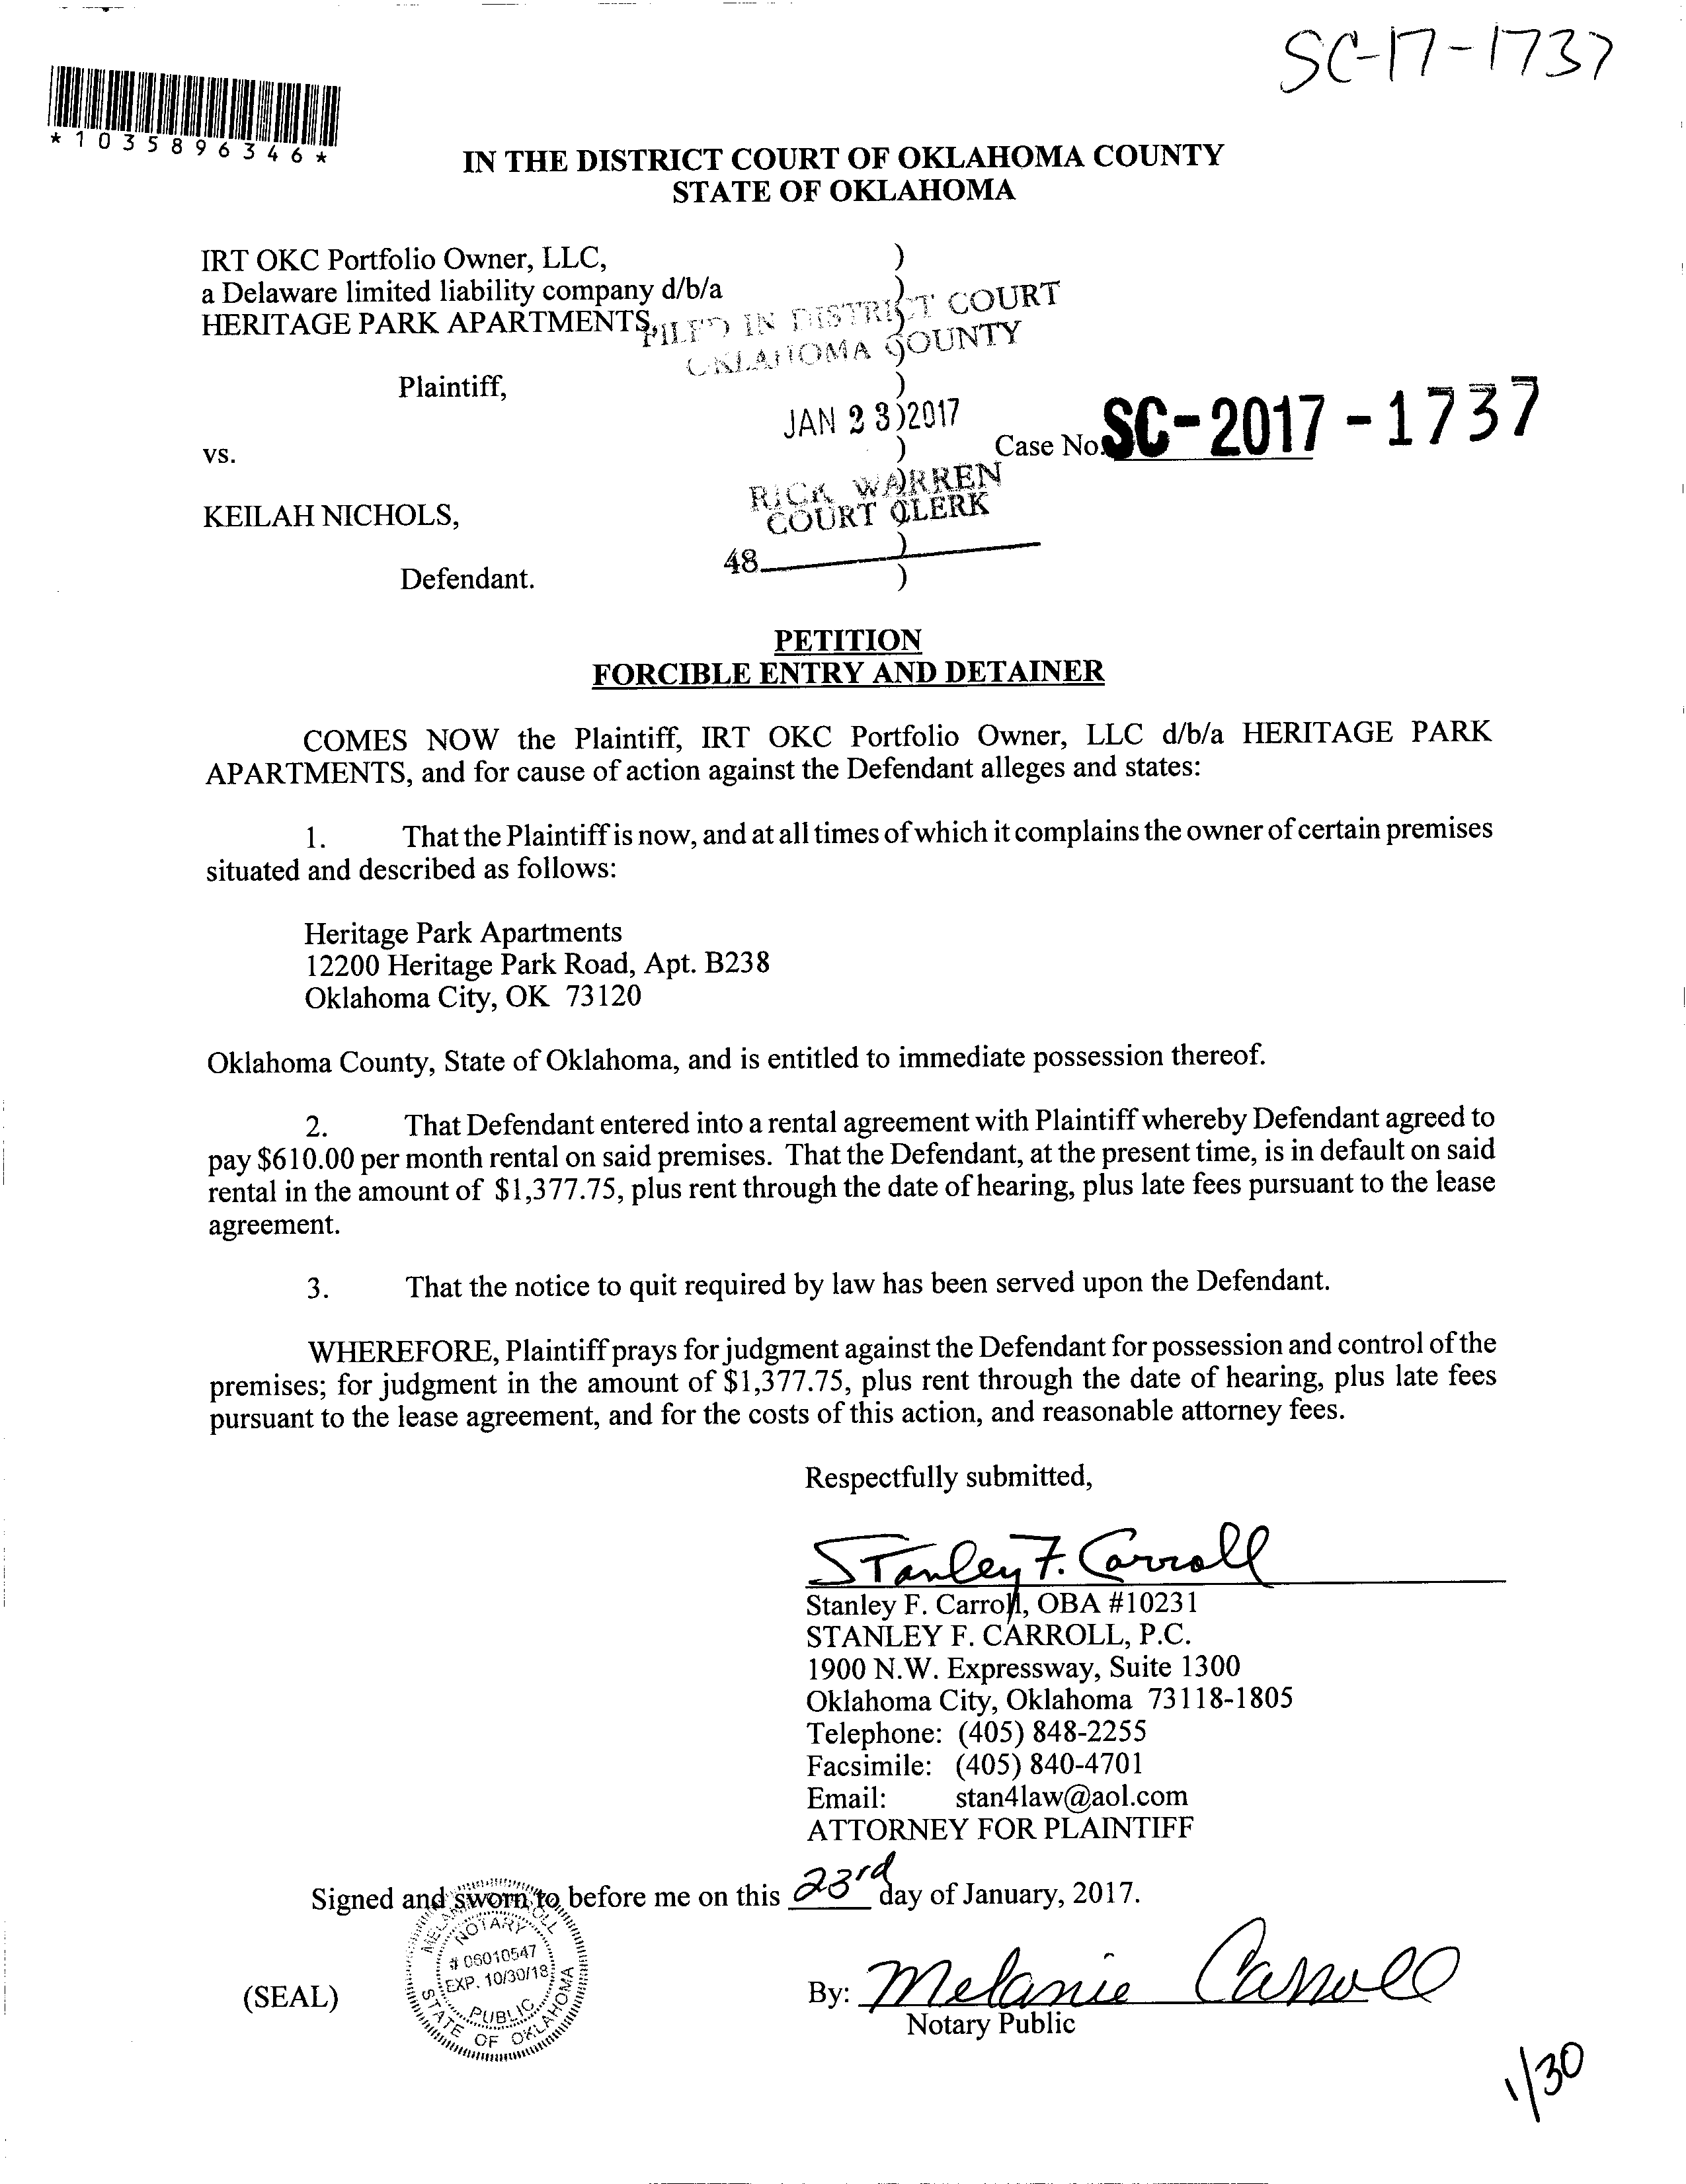 SC-17-1737
*1035896346*
IN THE DISTRICT COURT OF OKLAHOMA COUNTY
STATE OF OKLAHOMA
IRT OKC Portfolio Owner, LLC, )
a Delaware limited liability company d/b/a )
HERITAGE PARK APARTMENTS, )
FILED IN DISTRICT COURT
OKLAHOMA COUNTY
Plaintiff, )
JAN 23 2017 )
vs. ) Case No. SC-2017-1737
RICK WARREN )
KEILAH NICHOLS, COURT CLERK )
48 )
Defendant. )
PETITION
FORCIBLE ENTRY AND DETAINER
COMES NOW the Plaintiff, IRT OKC Portfolio Owner, LLC d/b/a HERITAGE PARK
APARTMENTS, and for cause of action against the Defendant alleges and states:
1. That the Plaintiff is now, and at all times of which it complains the owner of certain premises
situated and described as follows:
Heritage Park Apartments
12200 Heritage Park Road, Apt. B238
Oklahoma City, OK 73120
Oklahoma County, State of Oklahoma, and is entitled to immediate possession thereof.
2. That Defendant entered into a rental agreement with Plaintiff whereby Defendant agreed to
pay $610.00 per month rental on said premises. That the Defendant, at the present time, is in default on said
rental in the amount of $1,377.75, plus rent through the date of hearing, plus late fees pursuant to the lease
agreement.
3. That the notice to quit required by law has been served upon the Defendant.
WHEREFORE, Plaintiff prays for judgment against the Defendant for possession and control of the
premises; for judgment in the amount of $1,377.75, plus rent through the date of hearing, plus late fees
pursuant to the lease agreement, and for the costs of this action, and reasonable attorney fees.
Respectfully submitted,
Stanley F. Carroll
Stanley F. Carroll, OBA #10231
STANLEY F. CARROLL, P.C.
1900 N.W. Expressway, Suite 1300
Oklahoma City, Oklahoma 73118-1805
Telephone: (405) 848-2255
Facsimile: (405) 840-4701
Email: stan4law@aol.com
ATTORNEY FOR PLAINTIFF
Signed and sworn to before me on this 23rd day of January, 2017.
MELANIE CARROLL
NOTARY
# 06010547
EXP. 10/30/18
PUBLIC
STATE OF OKLAHOMA
(SEAL)
By: Melanie Carroll
Notary Public
1/30